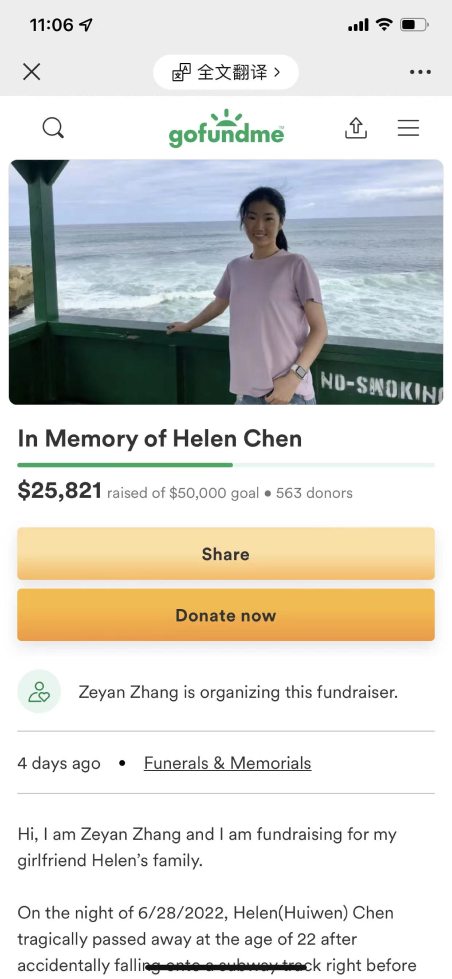 11:06
全文翻译 >
gofundme™
NO-SMOKING
In Memory of Helen Chen
$25,821 raised of $50,000 goal • 563 donors
Share
Donate now
Zeyan Zhang is organizing this fundraiser.
4 days ago • Funerals & Memorials
Hi, I am Zeyan Zhang and I am fundraising for my
girlfriend Helen's family.
On the night of 6/28/2022, Helen(Huiwen) Chen
tragically passed away at the age of 22 after
accidentally falling onto a subway track right before